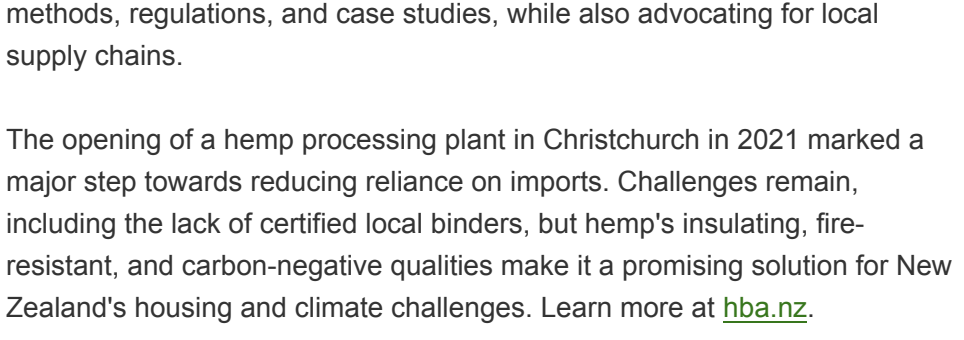 methods, regulations, and case studies, while also advocating for local
supply chains.
The opening of a hemp processing plant in Christchurch in 2021 marked a
major step towards reducing reliance on imports. Challenges remain,
including the lack of certified local binders, but hemp's insulating, fire-
resistant, and carbon-negative qualities make it a promising solution for New
Zealand's housing and climate challenges. Learn more at hba.nz.